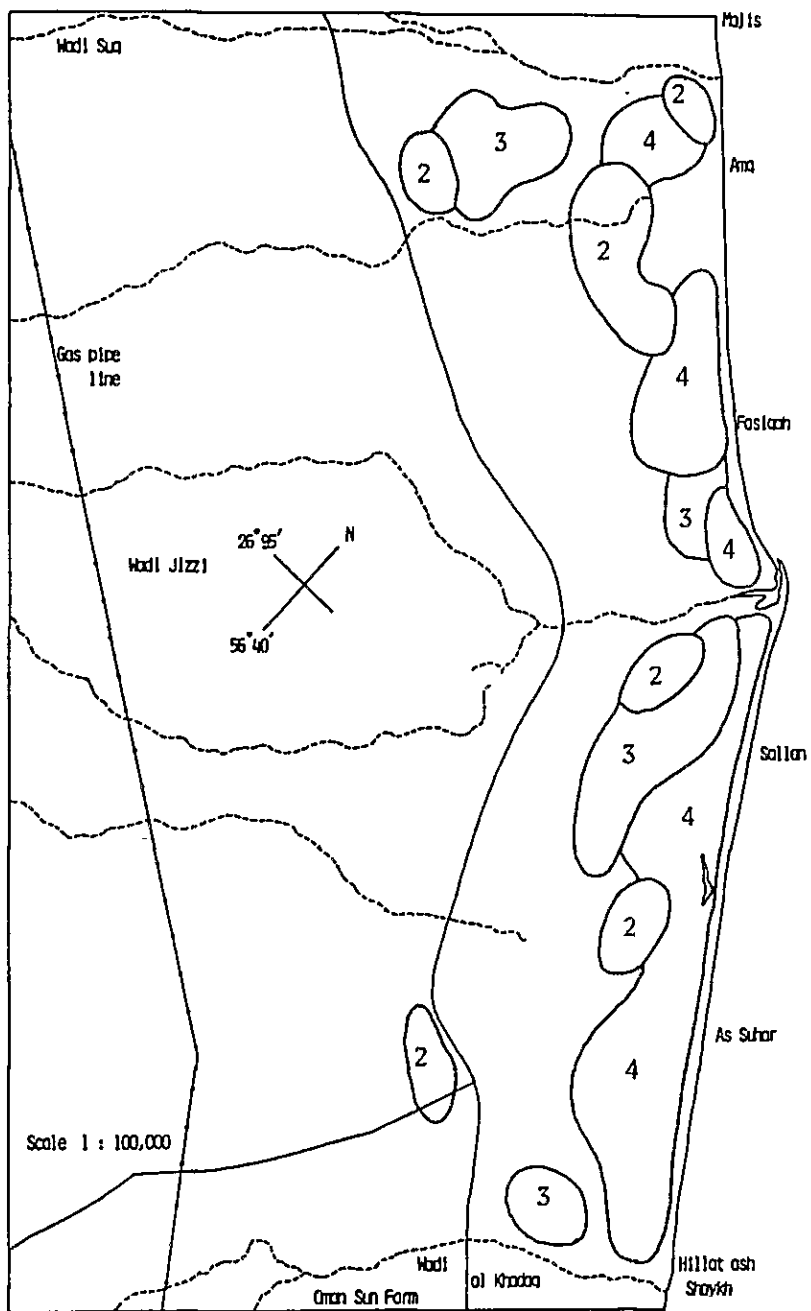 Majis
Wadi Suq
2
3
4
2
Amq
2
Gas pipe
line
4
Faslqah
3
26° 95'
N
4
Wadi Jizzi
56° 40'
2
3
Sallan
4
2
As Suhar
2
4
Scale 1 : 100,000
3
Wadi al Khadaq
Hillat ash
Shaykh
Oman Sun Farm